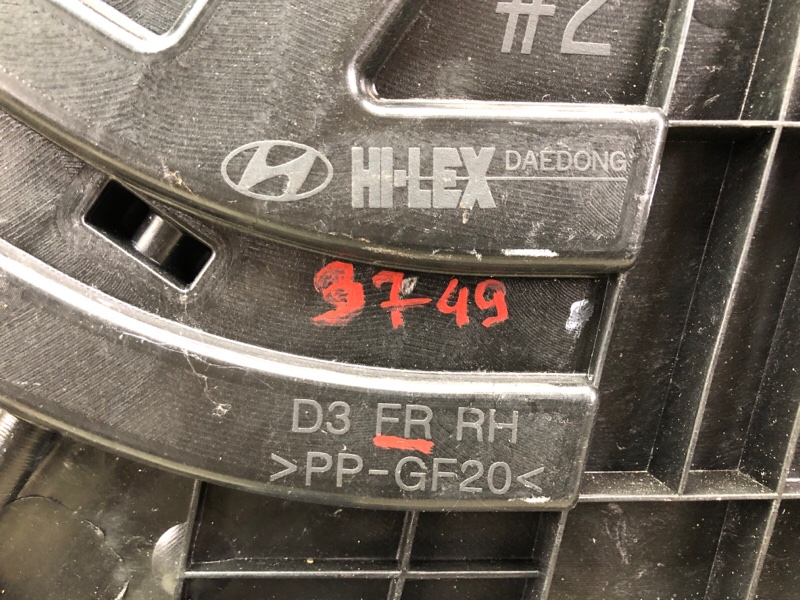 #2
HI-LEX DAEDONG
3749
D3 FR RH
>PP-GF20<